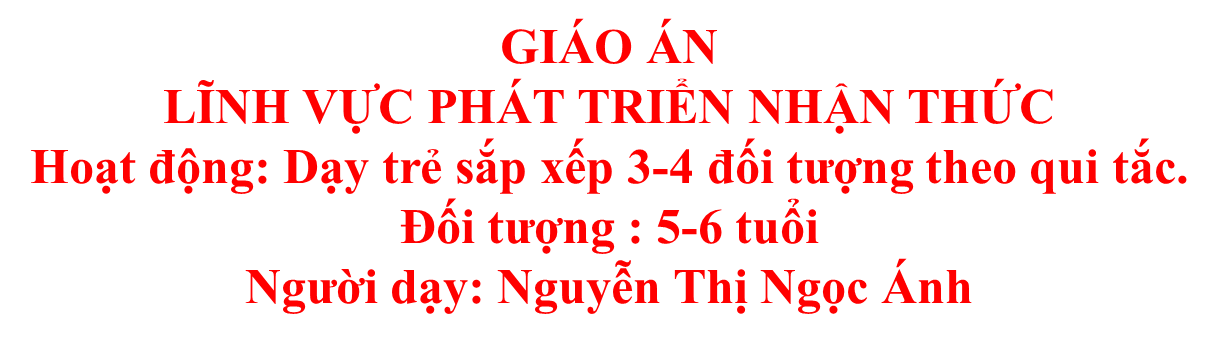 GIÁO ÁN
LĨNH VỰC PHÁT TRIỂN NHẬN THỨC
Hoạt động: Dạy trẻ sắp xếp 3-4 đối tượng theo qui tắc.
Đối tượng : 5-6 tuổi
Người dạy: Nguyễn Thị Ngọc Ánh